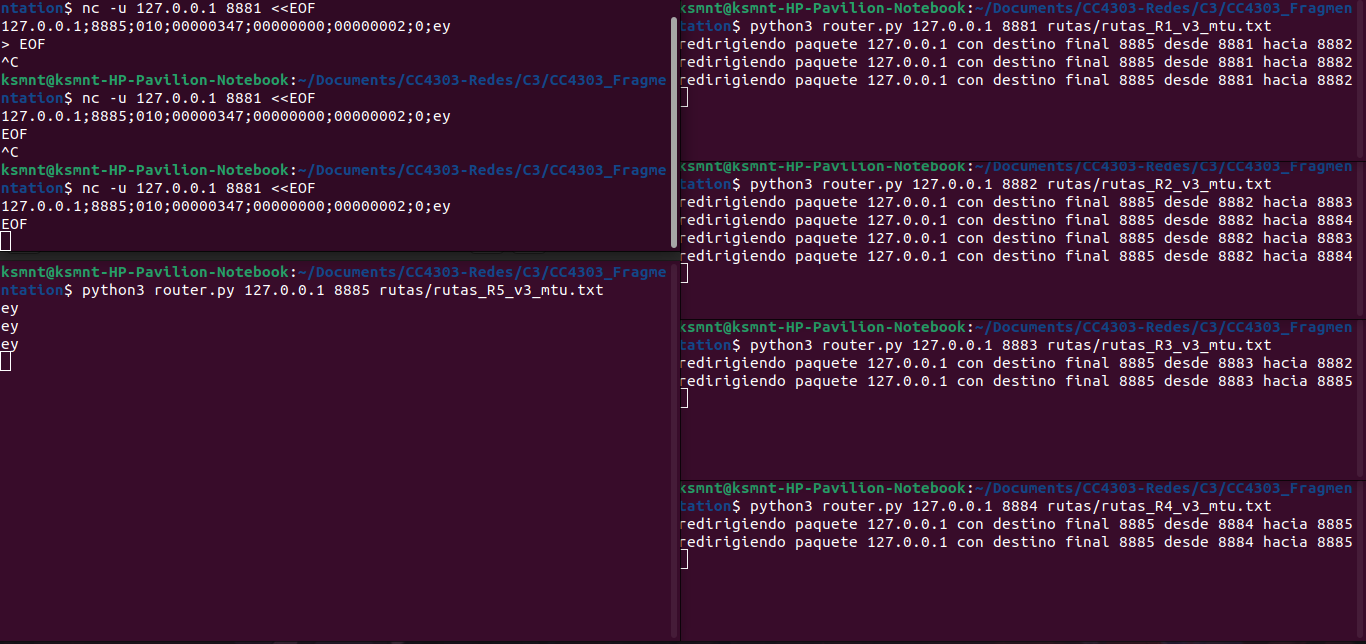 ntation$ nc -u 127.0.0.1 8881 <<EOF
127.0.0.1;8885;010;00000347;00000000;00000002;0;ey
> EOF
^C
ksmnt@ksmnt-HP-Pavilion-Notebook:~/Documents/CC4303-Redes/C3/CC4303_Fragme
ntation$ nc -u 127.0.0.1 8881 <<EOF
127.0.0.1;8885;010;00000347;00000000;00000002;0;ey
EOF
^C
ksmnt@ksmnt-HP-Pavilion-Notebook:~/Documents/CC4303-Redes/C3/CC4303_Fragme
ntation$ nc -u 127.0.0.1 8881 <<EOF
127.0.0.1;8885;010;00000347;00000000;00000002;0;ey
EOF
ksmnt@ksmnt-HP-Pavilion-Notebook:~/Documents/CC4303-Redes/C3/CC4303_Fragme
ntation$ python3 router.py 127.0.0.1 8885 rutas/rutas_R5_v3_mtu.txt
ey
ey
ey
ksmnt@ksmnt-HP-Pavilion-Notebook:~/Documents/CC4303-Redes/C3/CC4303_Fragmen
tation$ python3 router.py 127.0.0.1 8881 rutas/rutas_R1_v3_mtu.txt
redirigiendo paquete 127.0.0.1 con destino final 8885 desde 8881 hacia 8882
redirigiendo paquete 127.0.0.1 con destino final 8885 desde 8881 hacia 8882
redirigiendo paquete 127.0.0.1 con destino final 8885 desde 8881 hacia 8882
ksmnt@ksmnt-HP-Pavilion-Notebook:~/Documents/CC4303-Redes/C3/CC4303_Fragmen
tation$ python3 router.py 127.0.0.1 8882 rutas/rutas_R2_v3_mtu.txt
redirigiendo paquete 127.0.0.1 con destino final 8885 desde 8882 hacia 8883
redirigiendo paquete 127.0.0.1 con destino final 8885 desde 8882 hacia 8884
redirigiendo paquete 127.0.0.1 con destino final 8885 desde 8882 hacia 8883
redirigiendo paquete 127.0.0.1 con destino final 8885 desde 8882 hacia 8884
ksmnt@ksmnt-HP-Pavilion-Notebook:~/Documents/CC4303-Redes/C3/CC4303_Fragmen
tation$ python3 router.py 127.0.0.1 8883 rutas/rutas_R3_v3_mtu.txt
redirigiendo paquete 127.0.0.1 con destino final 8885 desde 8883 hacia 8882
redirigiendo paquete 127.0.0.1 con destino final 8885 desde 8883 hacia 8885
ksmnt@ksmnt-HP-Pavilion-Notebook:~/Documents/CC4303-Redes/C3/CC4303_Fragmen
tation$ python3 router.py 127.0.0.1 8884 rutas/rutas_R4_v3_mtu.txt
redirigiendo paquete 127.0.0.1 con destino final 8885 desde 8884 hacia 8885
redirigiendo paquete 127.0.0.1 con destino final 8885 desde 8884 hacia 8885